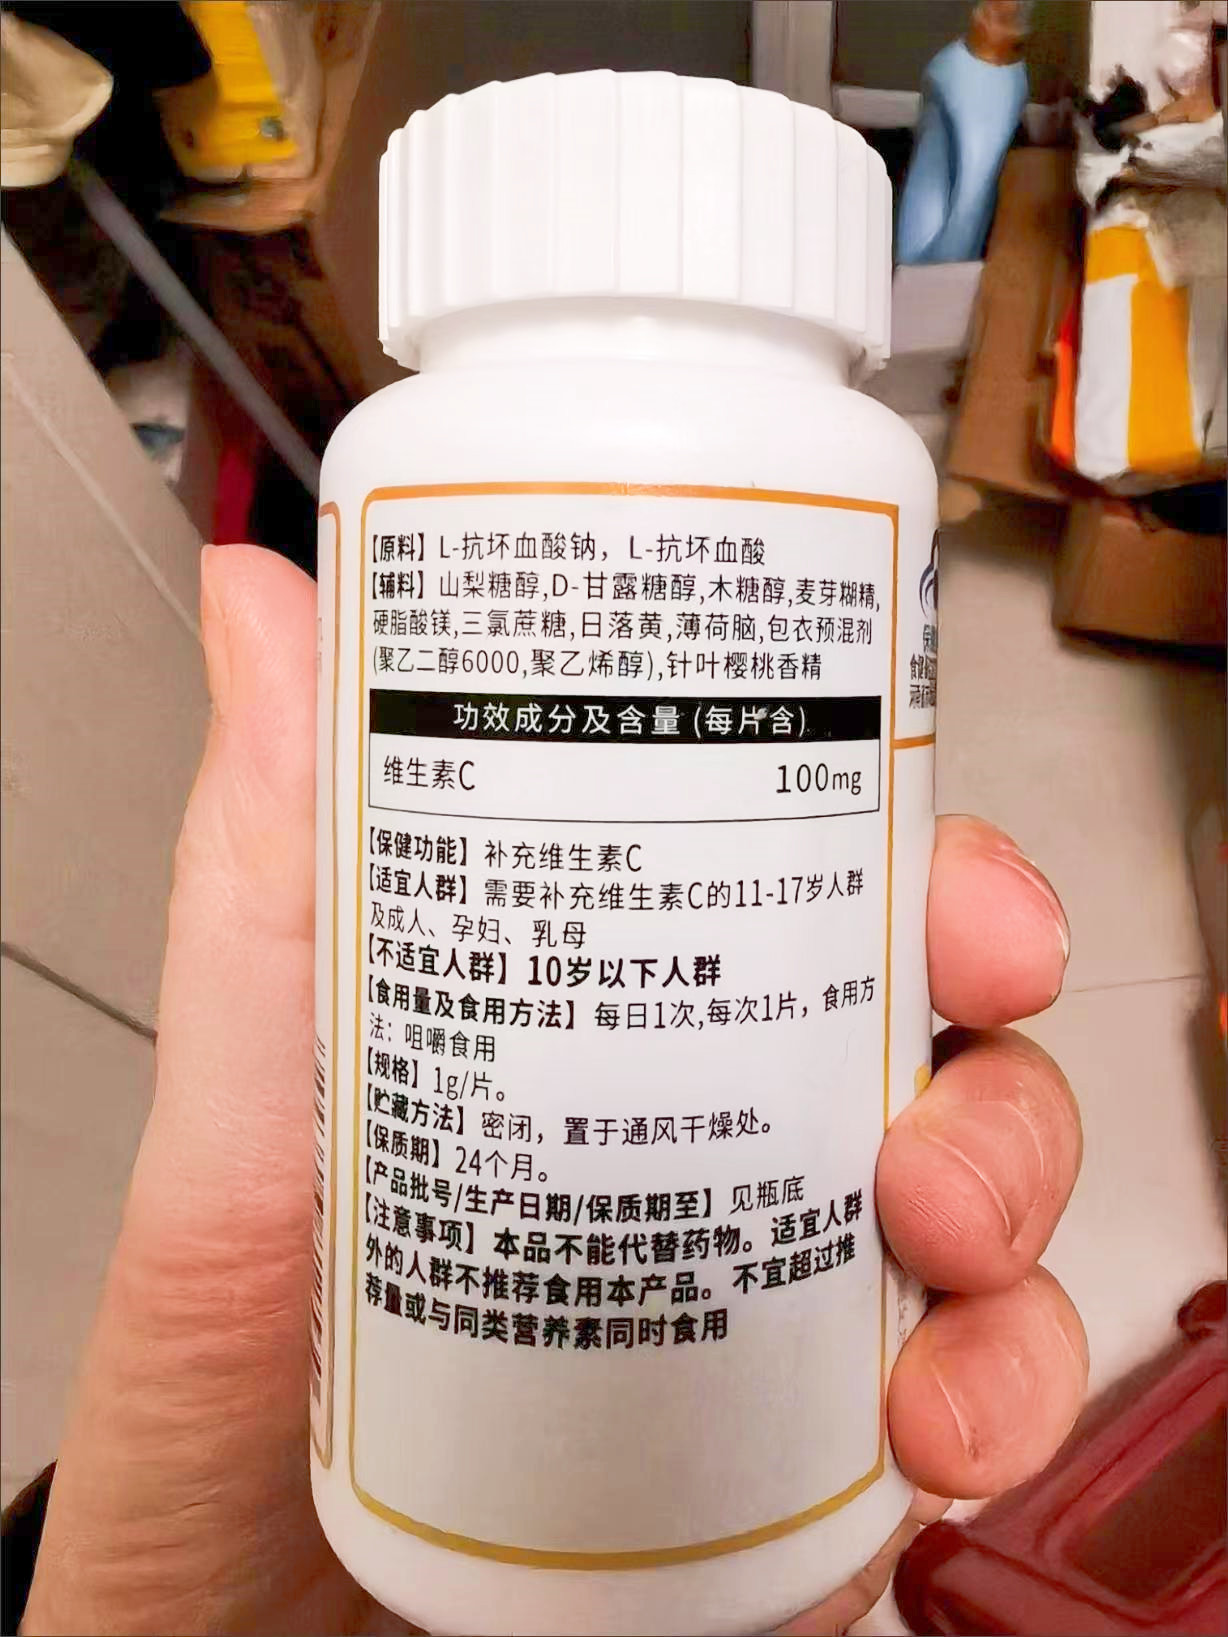 【原料】L-抗坏血酸钠，L-抗坏血酸
【辅料】山梨糖醇,D-甘露糖醇,木糖醇,麦芽糊精,
硬脂酸镁,三氯蔗糖,日落黄,薄荷脑,包衣预混剂
(聚乙二醇6000,聚乙烯醇),针叶樱桃香精
功效成分及含量 (每片含)
维生素C 100mg
【保健功能】补充维生素C
【适宜人群】需要补充维生素C的11-17岁人群
及成人、孕妇、乳母
【不适宜人群】10岁以下人群
【食用量及食用方法】每日1次,每次1片，食用方
法：咀嚼食用
【规格】1g/片。
【贮藏方法】密闭，置于通风干燥处。
【保质期】24个月。
【产品批号/生产日期/保质期至】见瓶底
【注意事项】本品不能代替药物。适宜人群
外的人群不推荐食用本产品。不宜超过推
荐量或与同类营养素同时食用